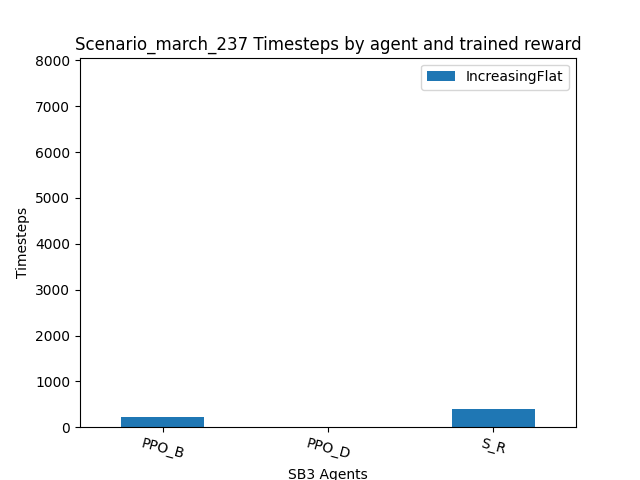 Scenario_march_237 Timesteps by agent and trained reward
IncreasingFlat
8000
7000
6000
5000
4000
3000
2000
1000
0
Timesteps
PPO_B
PPO_D
S_R
SB3 Agents